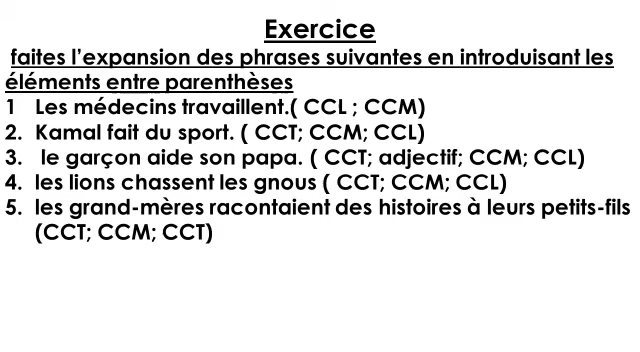 Exercice
faites l’expansion des phrases suivantes en introduisant les
éléments entre parenthèses
1 Les médecins travaillent.( CCL ; CCM)
2. Kamal fait du sport. ( CCT; CCM; CCL)
3. le garçon aide son papa. ( CCT; adjectif; CCM; CCL)
4. les lions chassent les gnous ( CCT; CCM; CCL)
5. les grand-mères racontaient des histoires à leurs petits-fils
(CCT; CCM; CCT)